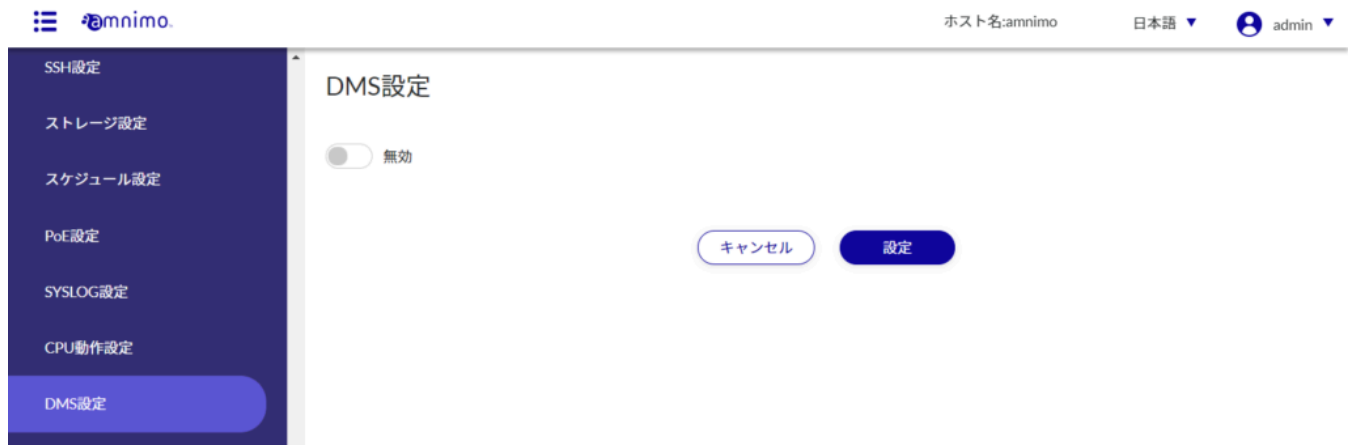 amnimo.
ホスト名:amnimo
日本語 ▼
admin ▼
SSH設定
ストレージ設定
スケジュール設定
PoE設定
SYSLOG設定
CPU動作設定
DMS設定
DMS設定
無効
キャンセル
設定